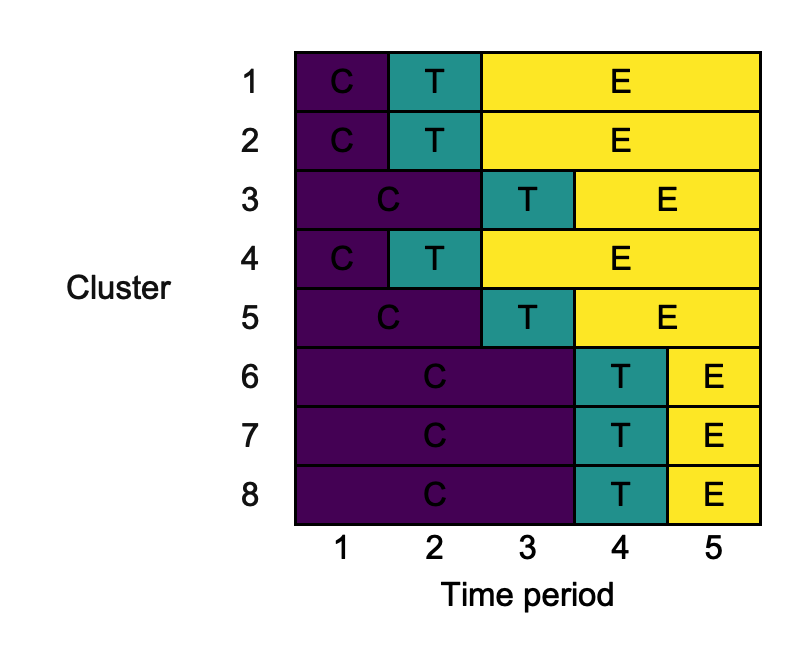 1 C T E
2 C T E
3 C T E
4 C T E
Cluster
5 C T E
6 C T E
7 C T E
8 C T E
1 2 3 4 5
Time period